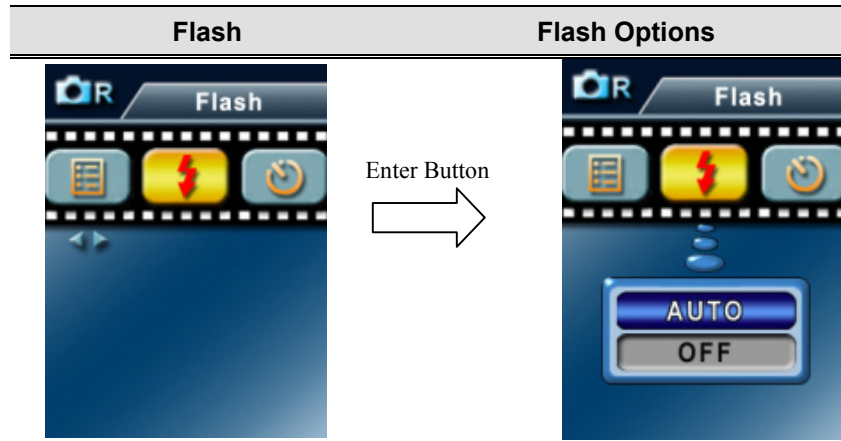 Flash Flash Options
R Flash
Enter Button
R Flash
AUTO
OFF